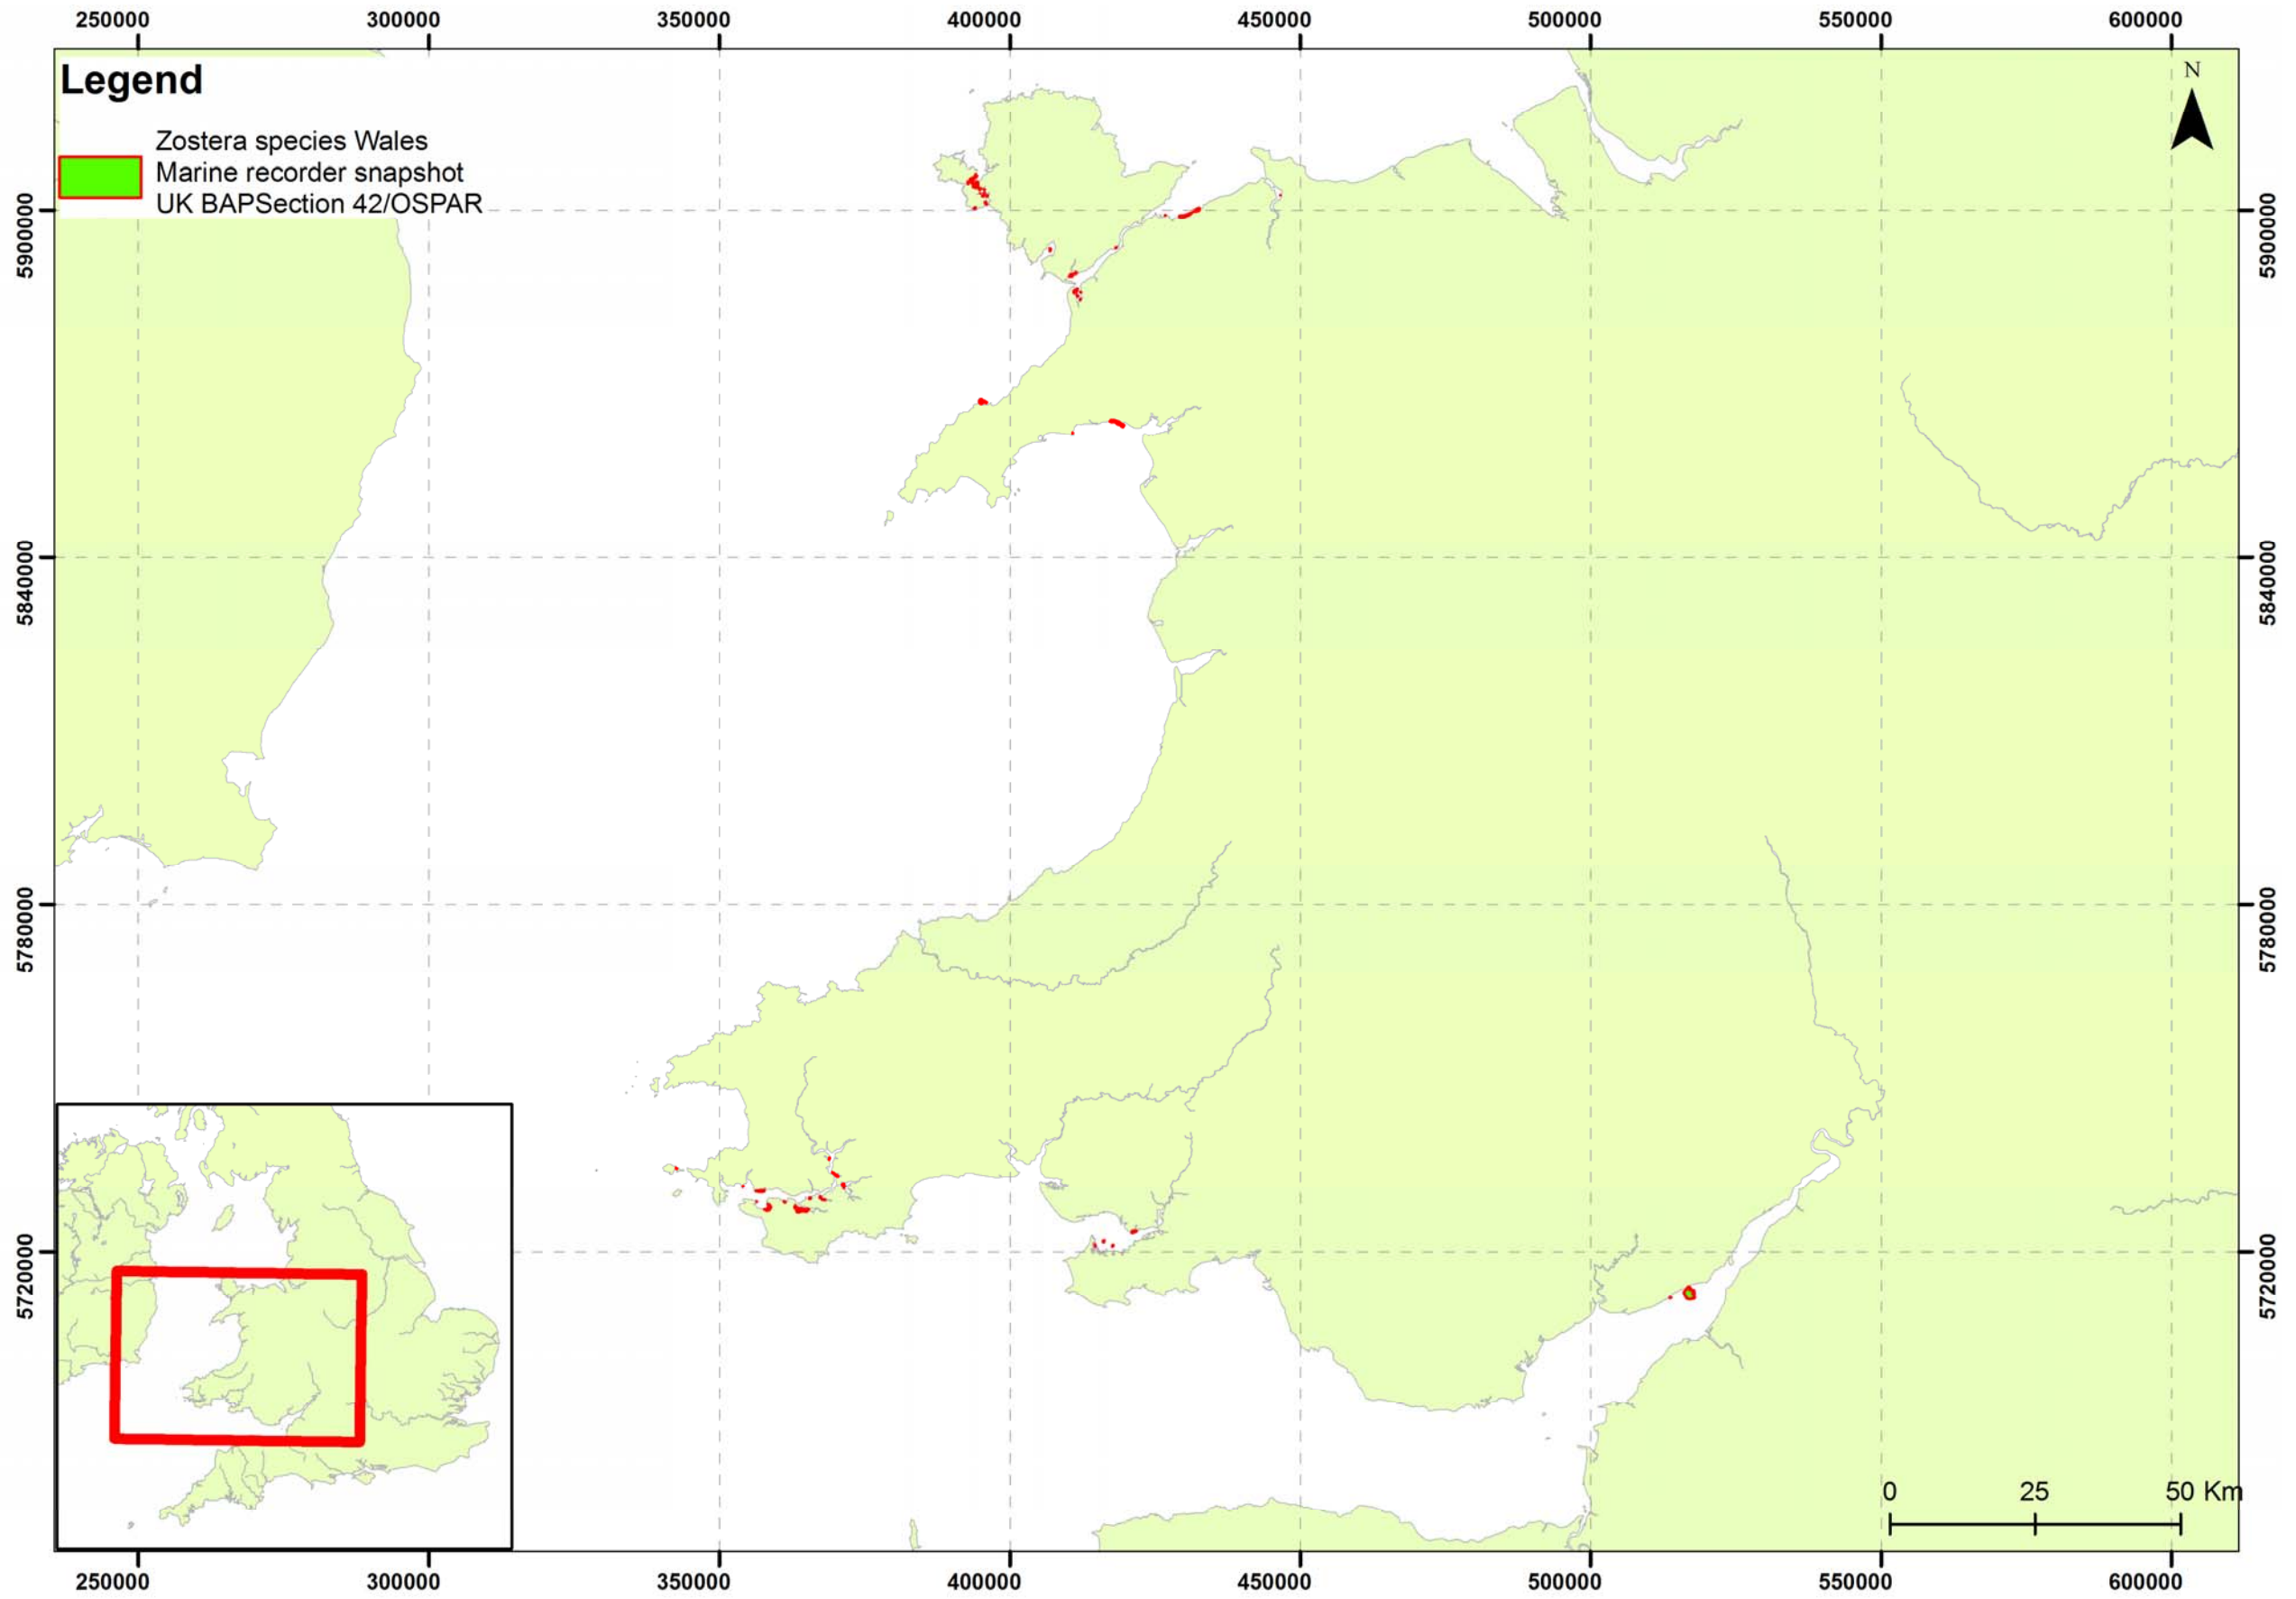 250000 300000 350000 400000 450000 500000 550000 600000
Legend
Zostera species Wales
Marine recorder snapshot
UK BAPSection 42/OSPAR
N
5900000 5900000
5840000 5840000
5780000 5780000
5720000 5720000
0 25 50 Km
250000 300000 350000 400000 450000 500000 550000 600000